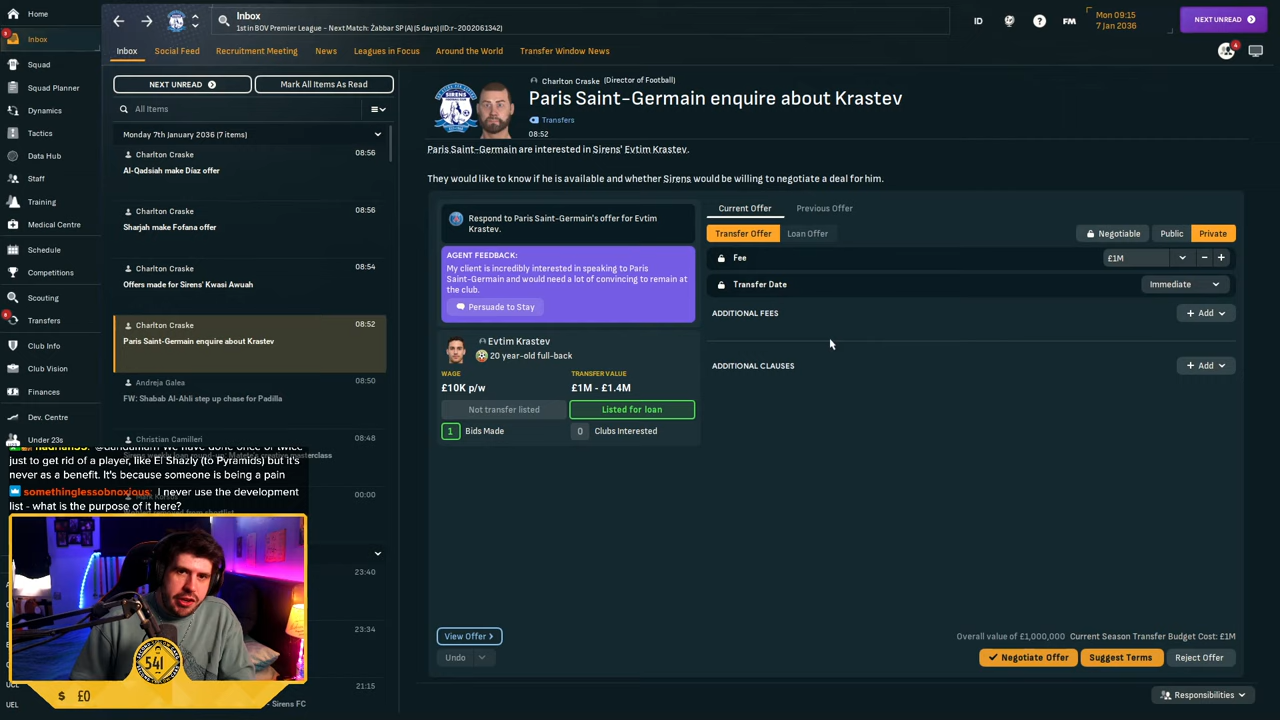 Home
Inbox
Squad
Squad Planner
Dynamics
Tactics
Data Hub
Staff
Training
Medical Centre
Schedule
Competitions
Scouting
Transfers
Club Info
Club Vision
Finances
Dev. Centre
Under 23s
Inbox
1st in BOV Premier League - Next Match: Żabbar SP (A) (5 days) (ID:r-2002061342)
ID
FM
Mon 09:15
7 Jan 2036
NEXT UNREAD
Inbox
Social Feed
Recruitment Meeting
News
Leagues in Focus
Around the World
Transfer Window News
NEXT UNREAD
Mark All Items As Read
All Items
Monday 7th January 2036 (7 items)
Charlton Craske 08:56
Al-Qadsiah make Díaz offer
Charlton Craske 08:56
Sharjah make Fofana offer
Charlton Craske 08:54
Offers made for Sirens' Kwasi Awuah
Charlton Craske 08:52
Paris Saint-Germain enquire about Krastev
Andreja Galea 08:50
FW: Shabab Al-Ahli step up chase for Padilla
Christian Camilleri 08:48
masterclass
00:00
23:40
23:34
21:15
- Sirens FC
UEL
just to get rid of a player, like El Shazly (to Pyramids) but it's
never as a benefit. It's because someone is being a pain
somethinglessobnoxious: I never use the development
list - what is the purpose of it here?
541
$ £0
Charlton Craske (Director of Football)
Paris Saint-Germain enquire about Krastev
Transfers
08:52
Paris Saint-Germain are interested in Sirens' Evtim Krastev.
They would like to know if he is available and whether Sirens would be willing to negotiate a deal for him.
Respond to Paris Saint-Germain's offer for Evtim
Krastev.
AGENT FEEDBACK:
My client is incredibly interested in speaking to Paris
Saint-Germain and would need a lot of convincing to remain at
the club.
Persuade to Stay
Evtim Krastev
20 year-old full-back
WAGE
TRANSFER VALUE
£10K p/w
£1M - £1.4M
Not transfer listed
Listed for loan
1 Bids Made
0 Clubs Interested
Current Offer
Previous Offer
Transfer Offer
Loan Offer
Negotiable
Public
Private
Fee
£1M
Transfer Date
Immediate
ADDITIONAL FEES
Add
ADDITIONAL CLAUSES
Add
View Offer
Undo
Overall value of £1,000,000 Current Season Transfer Budget Cost: £1M
Negotiate Offer
Suggest Terms
Reject Offer
Responsibilities